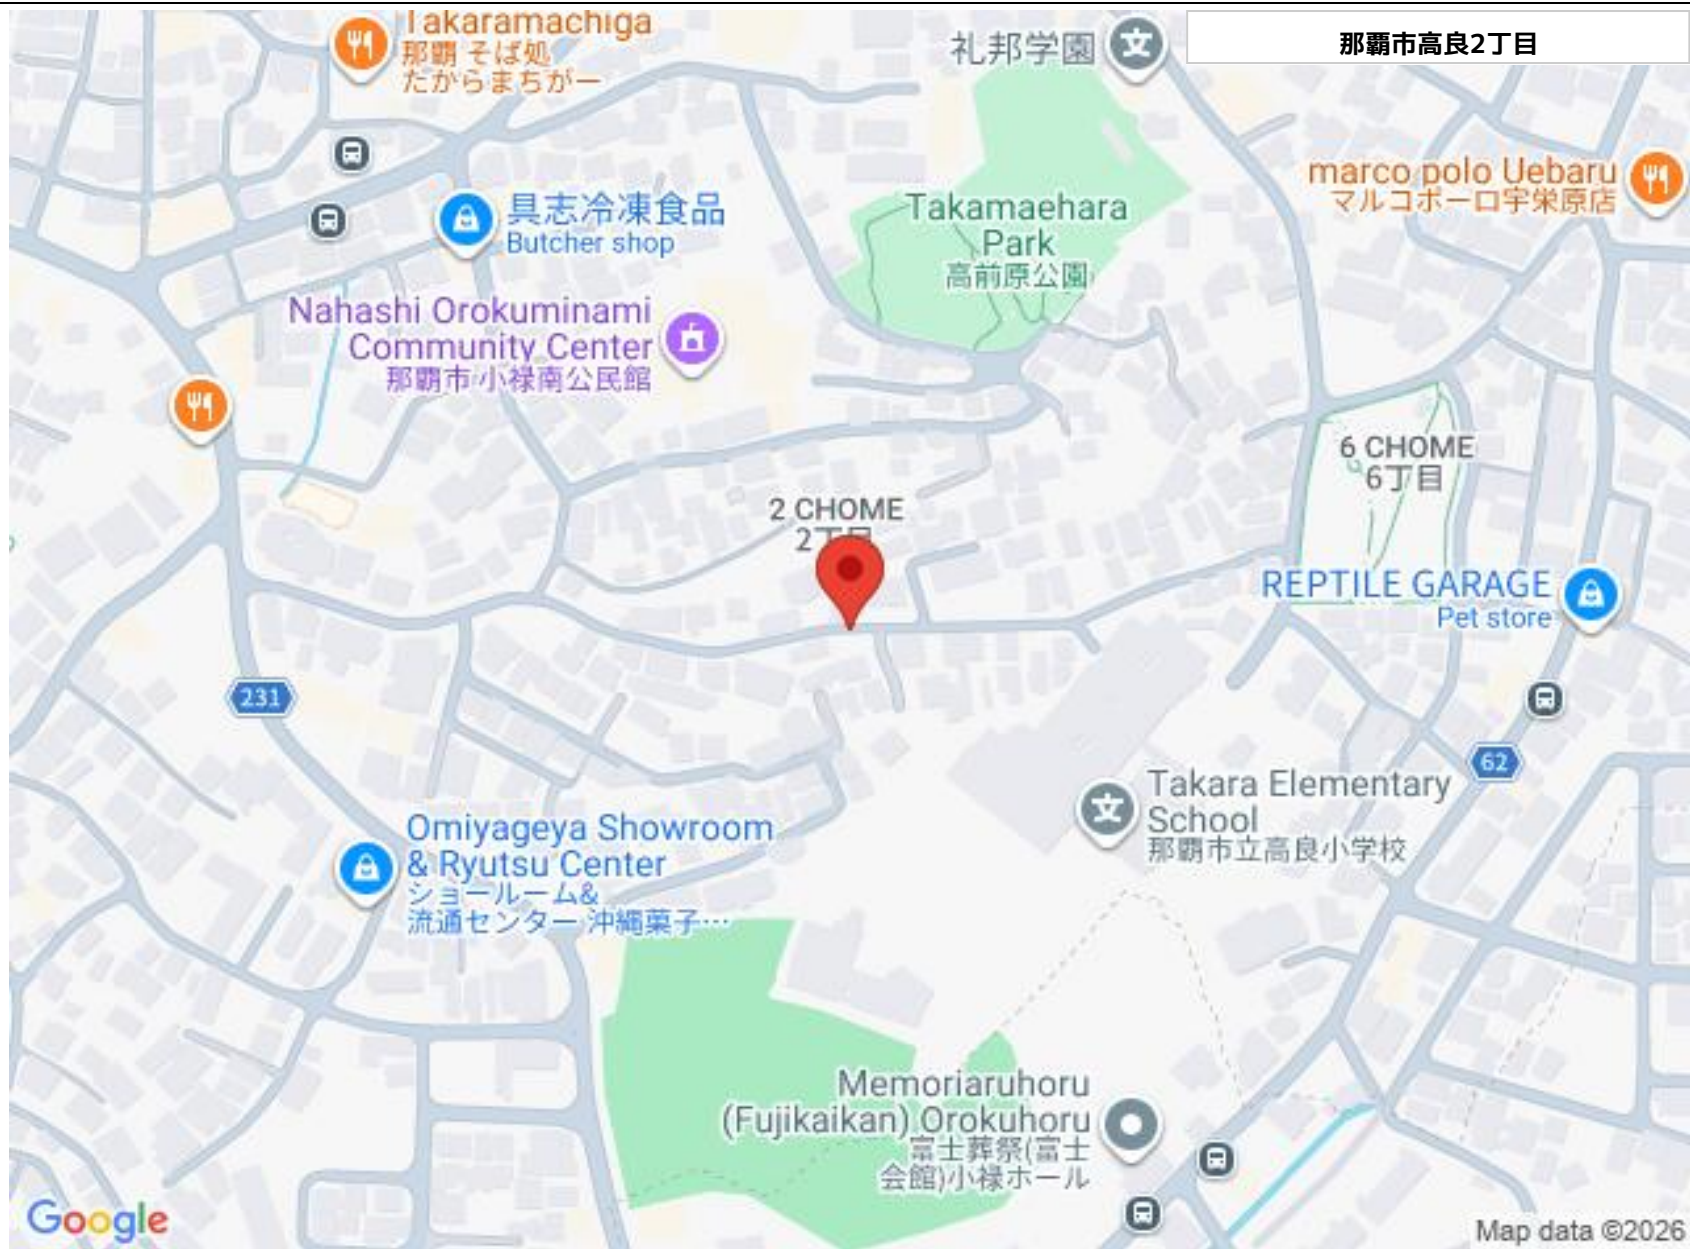 Takaramachiga
那覇 そば処
たからまちがー
礼邦学園
那覇市高良2丁目
marco polo Uebaru
マルコポーロ宇栄原店
具志冷凍食品
Butcher shop
Takamaehara
Park
高前原公園
Nahashi Orokuminami
Community Center
那覇市小禄南公民館
6 CHOME
6丁目
2 CHOME
2丁目
REPTILE GARAGE
Pet store
231
62
Takara Elementary
School
那覇市立高良小学校
Omiyageya Showroom
& Ryutsu Center
ショールーム&
流通センター 沖縄菓子…
Memoriaruhoru
(Fujikaikan) Orokuhoru
富士葬祭(富士
会館)小禄ホール
Google
Map data ©2026